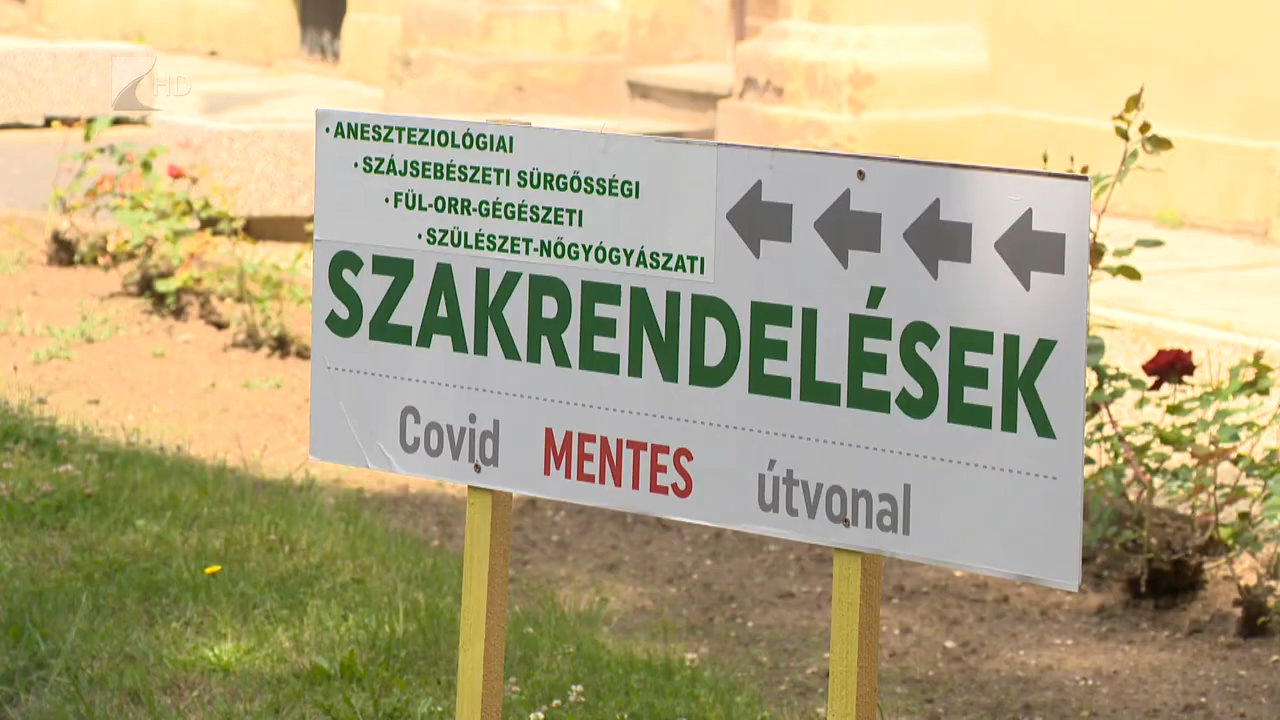 HD
• ANESZTEZIOLÓGIAI
• SZÁJSEBÉSZETI SÜRGŐSSÉGI
• FÜL-ORR-GÉGÉSZETI
• SZÜLÉSZET-NŐGYÓGYÁSZATI
SZAKRENDELÉSEK
Covid MENTES útvonal